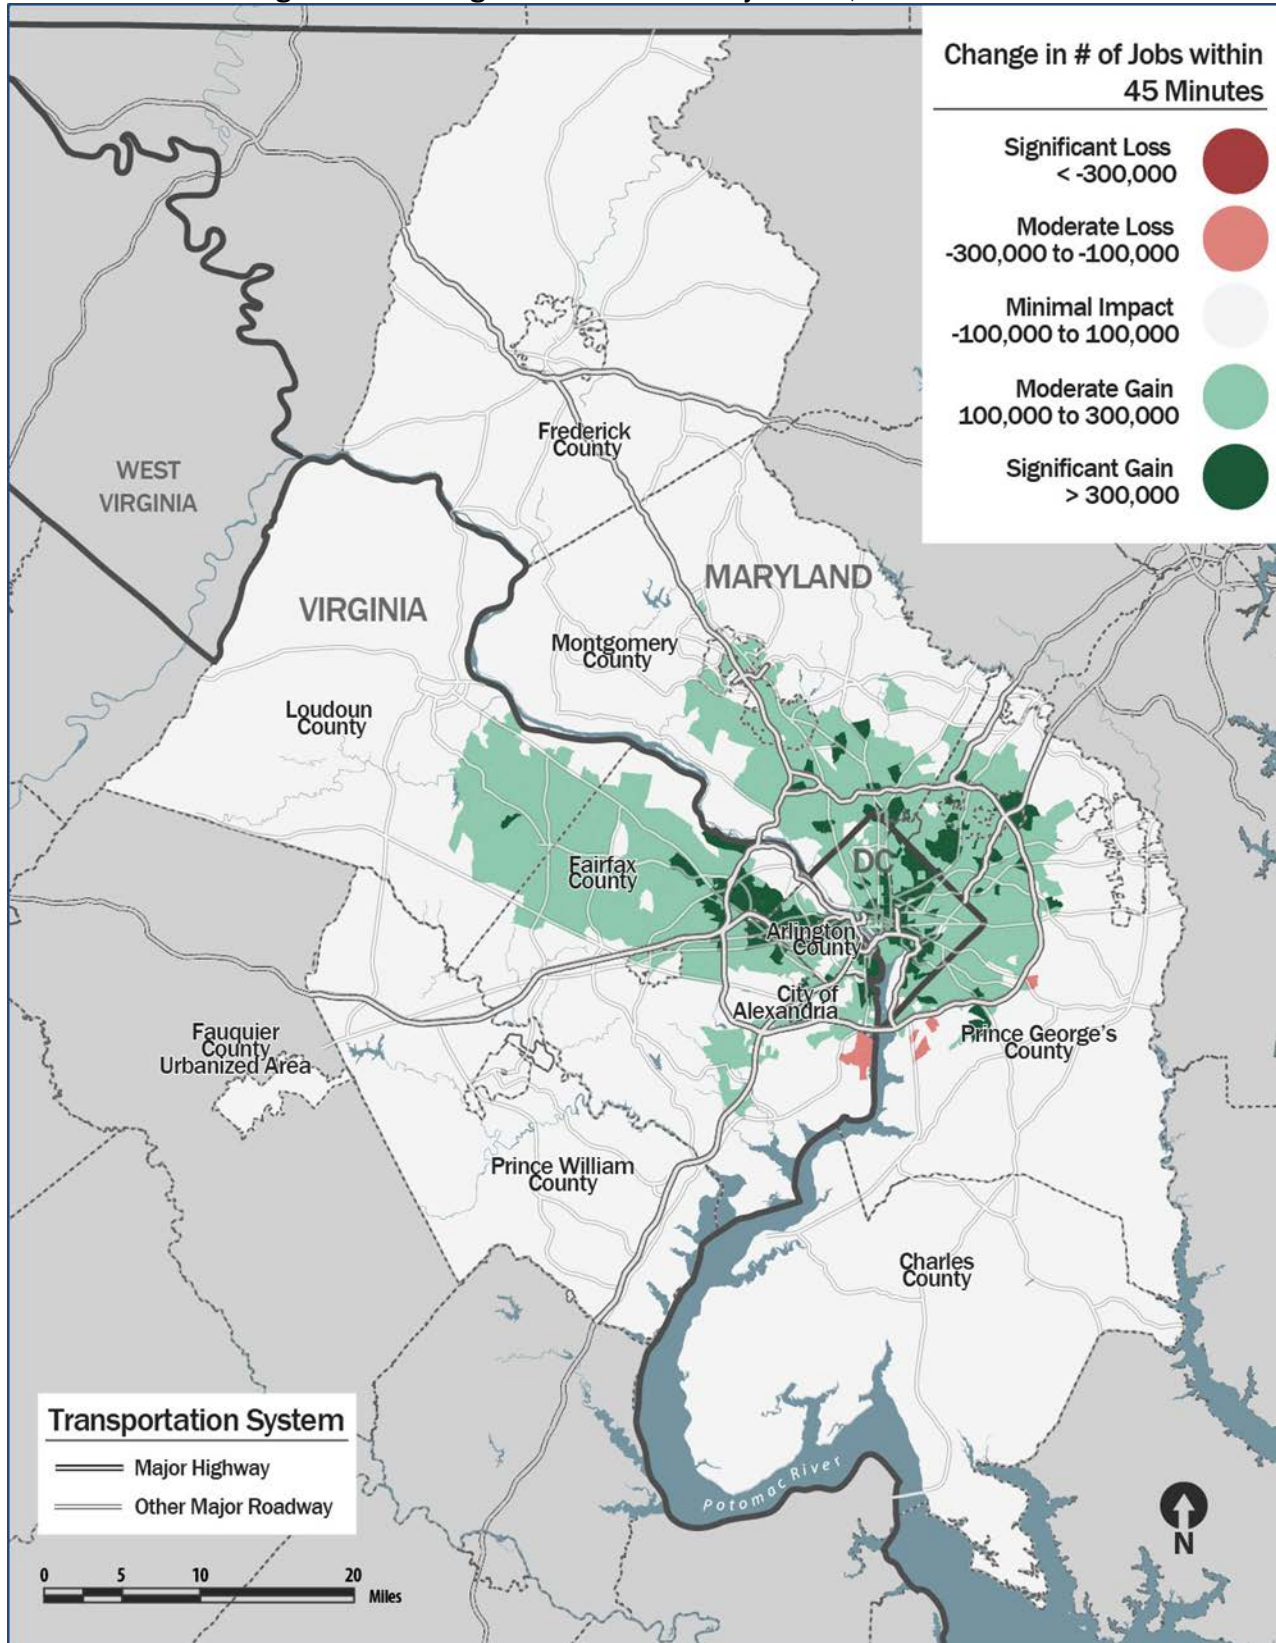 Change in # of Jobs within
45 Minutes
Significant Loss
< -300,000
Moderate Loss
-300,000 to -100,000
Minimal Impact
-100,000 to 100,000
Moderate Gain
100,000 to 300,000
Significant Gain
> 300,000
Frederick
County
WEST
VIRGINIA
MARYLAND
VIRGINIA
Montgomery
County
Loudoun
County
DC
Fairfax
County
Arlington
County
City of
Alexandria
Fauquier
County
Urbanized Area
Prince George's
County
Prince William
County
Charles
County
Potomac River
Transportation System
Major Highway
Other Major Roadway
0 5 10 20
Miles
N